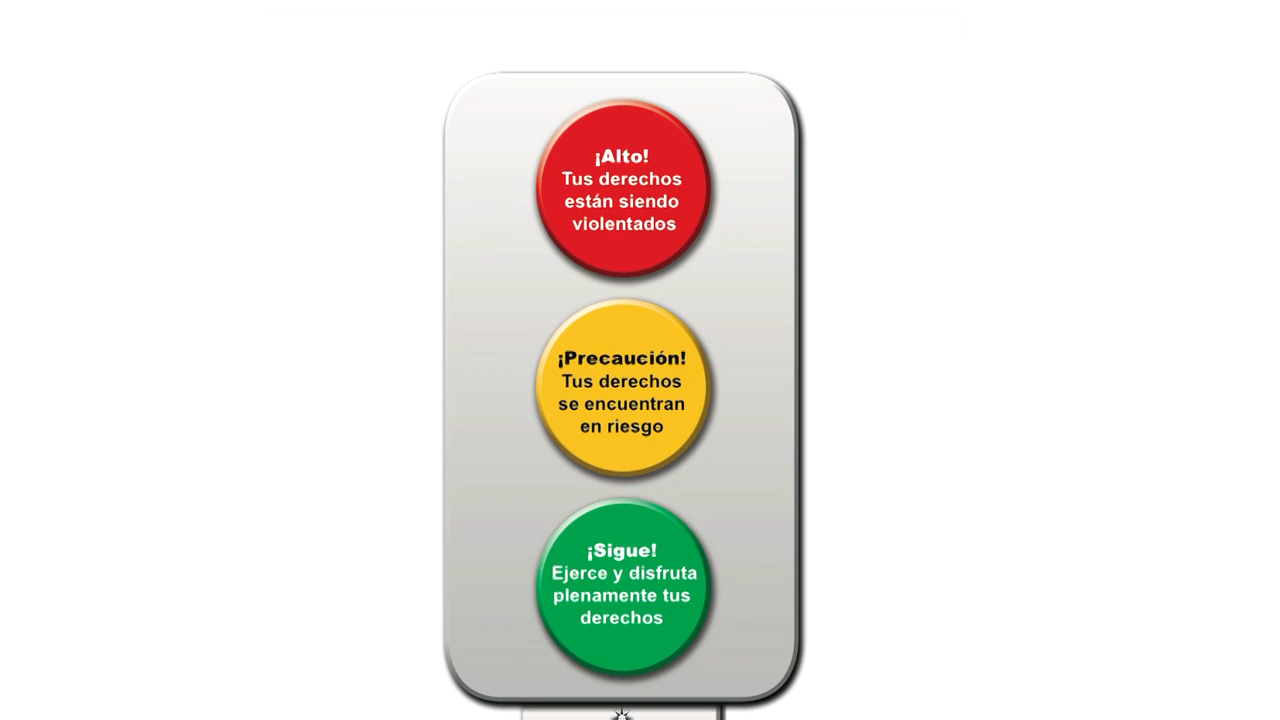 ¡Alto!
Tus derechos
están siendo
violentados
¡Precaución!
Tus derechos
se encuentran
en riesgo
¡Sigue!
Ejerce y disfruta
plenamente tus
derechos